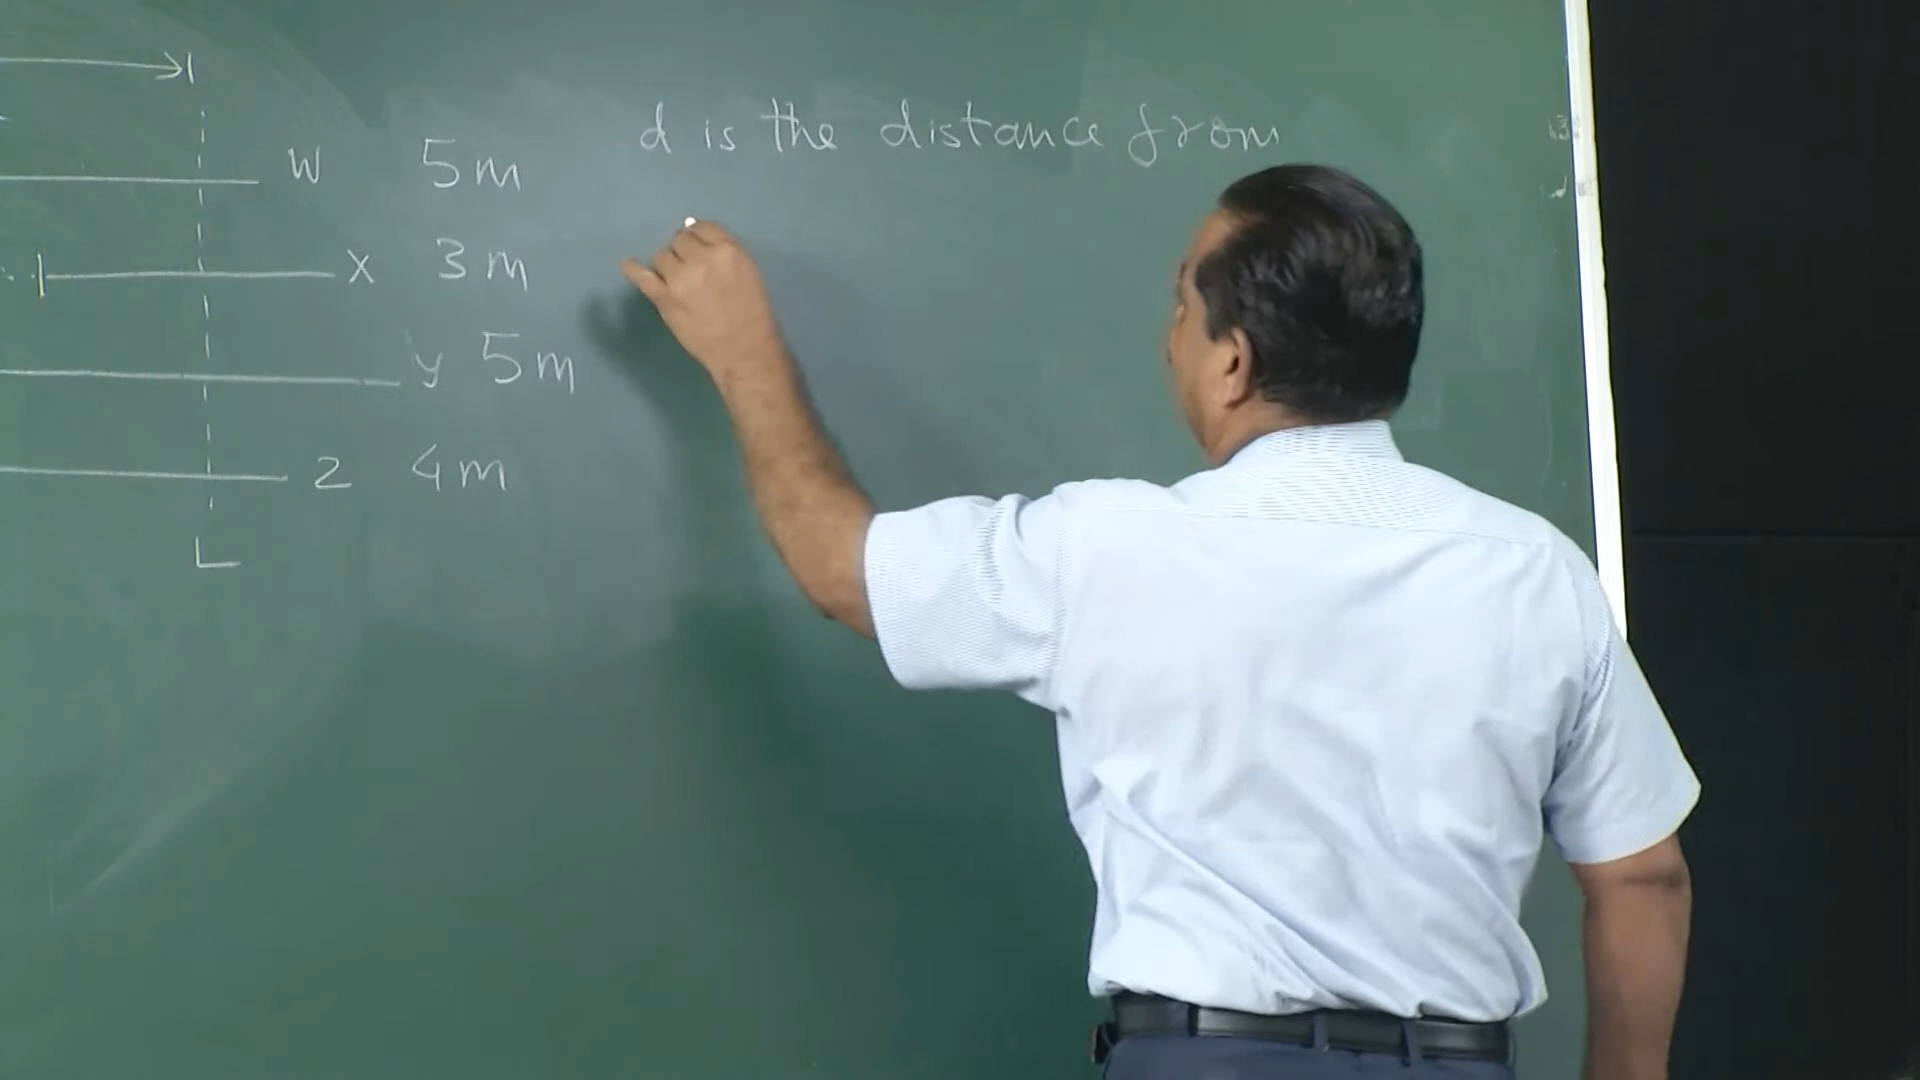 d is the distance from
W 5m
X 3m
y 5m
z 4m
L